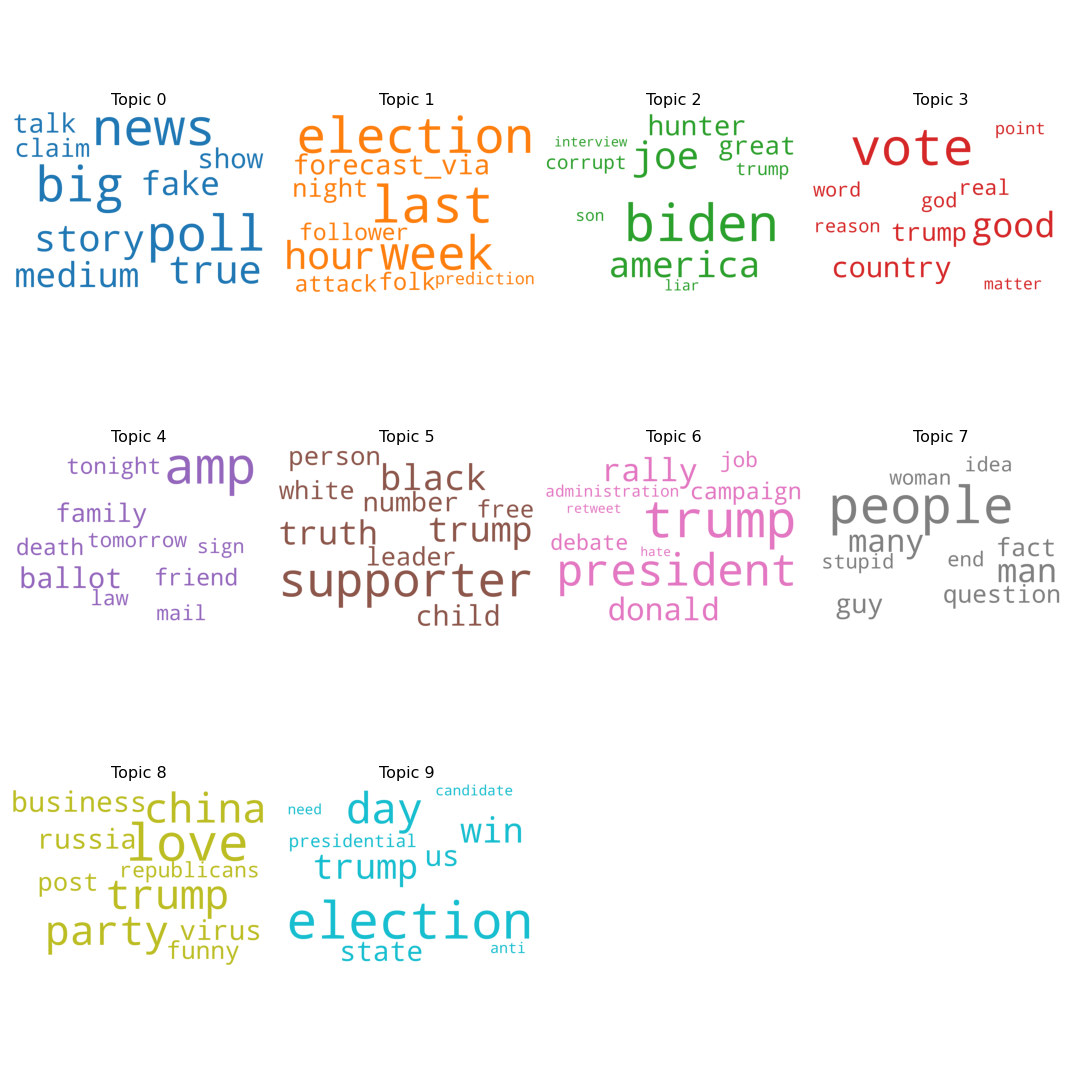 Topic 0
talk news
claim show
big fake
story poll
medium true
Topic 1
election
forecast_via
night last
follower
hour week
attack folk prediction
Topic 2
hunter
interview joe great
corrupt trump
son biden
america
liar
Topic 3
vote point
word god real
reason trump good
country
matter
Topic 4
tonight amp
family
death tomorrow sign
ballot friend
law mail
Topic 5
person black
white number free
truth trump
leader
supporter
child
Topic 6
rally job
administration campaign
retweet trump
debate hate
president
donald
Topic 7
woman idea
people
many fact
stupid end man
guy question
Topic 8
business china
russia love
republicans
post trump
party virus
funny
Topic 9
candidate
need day win
presidential us
trump
election
state anti